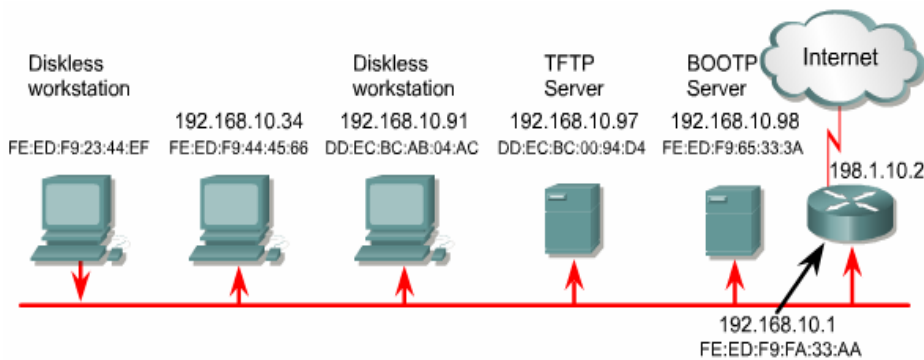 Diskless
workstation
FE:ED:F9:23:44:EF
192.168.10.34
FE:ED:F9:44:45:66
Diskless
workstation
192.168.10.91
DD:EC:BC:AB:04:AC
TFTP
Server
192.168.10.97
DD:EC:BC:00:94:D4
BOOTP
Server
192.168.10.98
FE:ED:F9:65:33:3A
Internet
198.1.10.2
192.168.10.1
FE:ED:F9:FA:33:AA